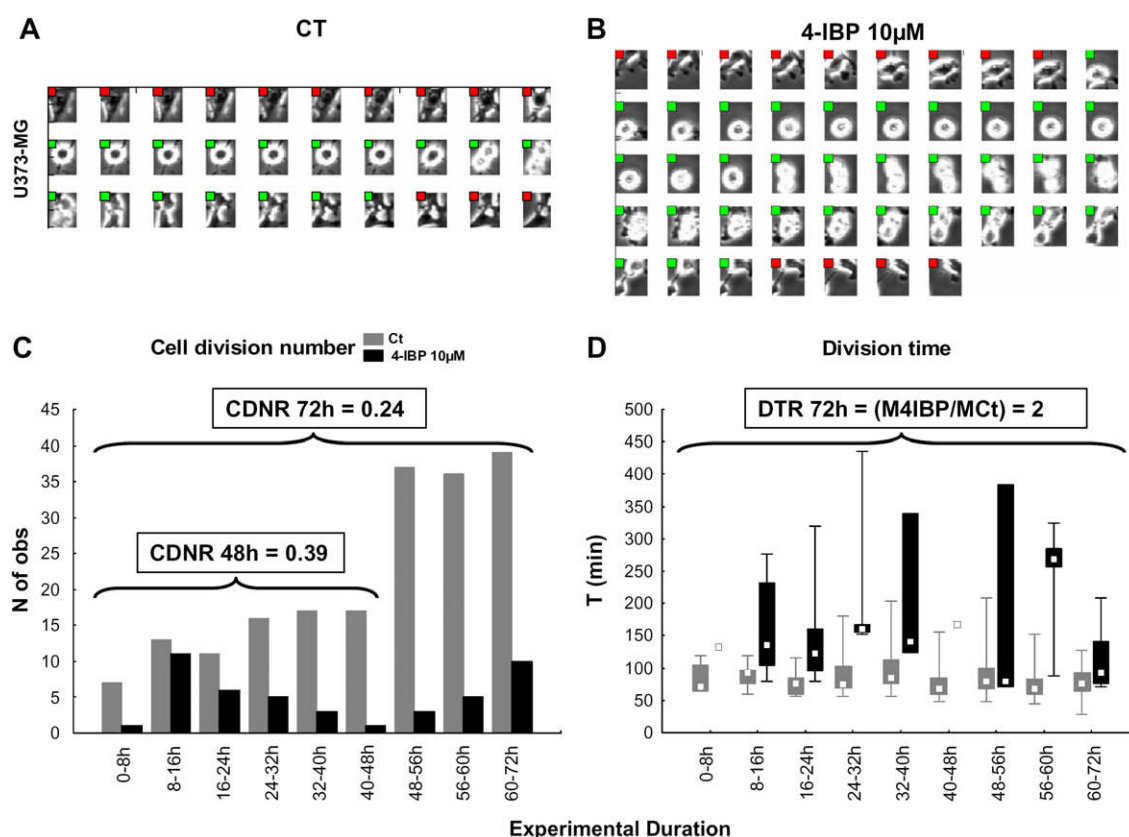 A
CT
B
4-IBP 10µM
U373-MG
C
Cell division number
Ct
4-IBP 10µM
D
Division time
CDNR 72h = 0.24
CDNR 48h = 0.39
N of obs
45
40
35
30
25
20
15
10
5
0
0-8h
8-16h
16-24h
24-32h
32-40h
40-48h
48-56h
56-60h
60-72h
DTR 72h = (M4IBP/MCt) = 2
T (min)
500
450
400
350
300
250
200
150
100
50
0
0-8h
8-16h
16-24h
24-32h
32-40h
40-48h
48-56h
56-60h
60-72h
Experimental Duration